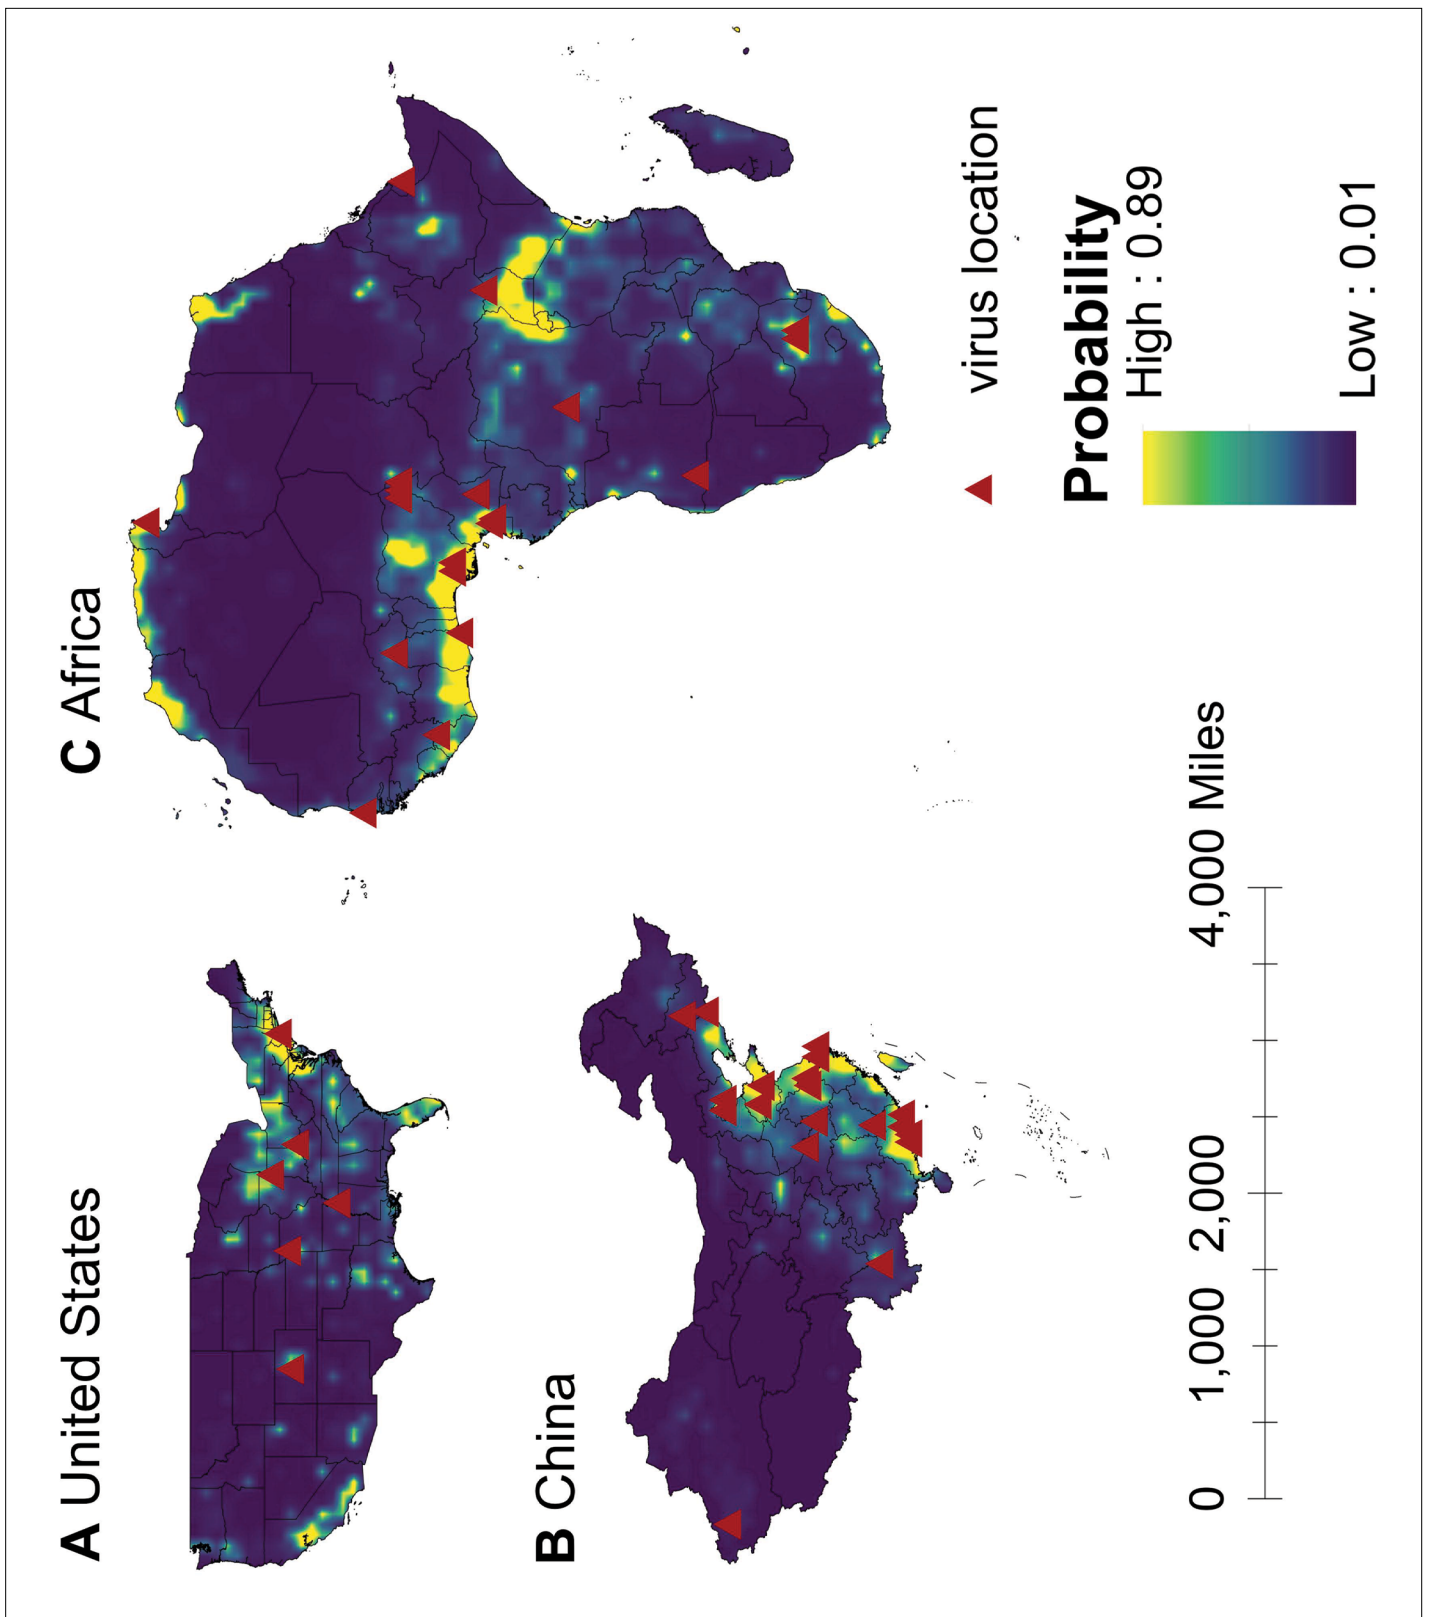 A United States
B China
C Africa
virus location
Probability
High : 0.89
Low : 0.01
0 1,000 2,000 4,000 Miles